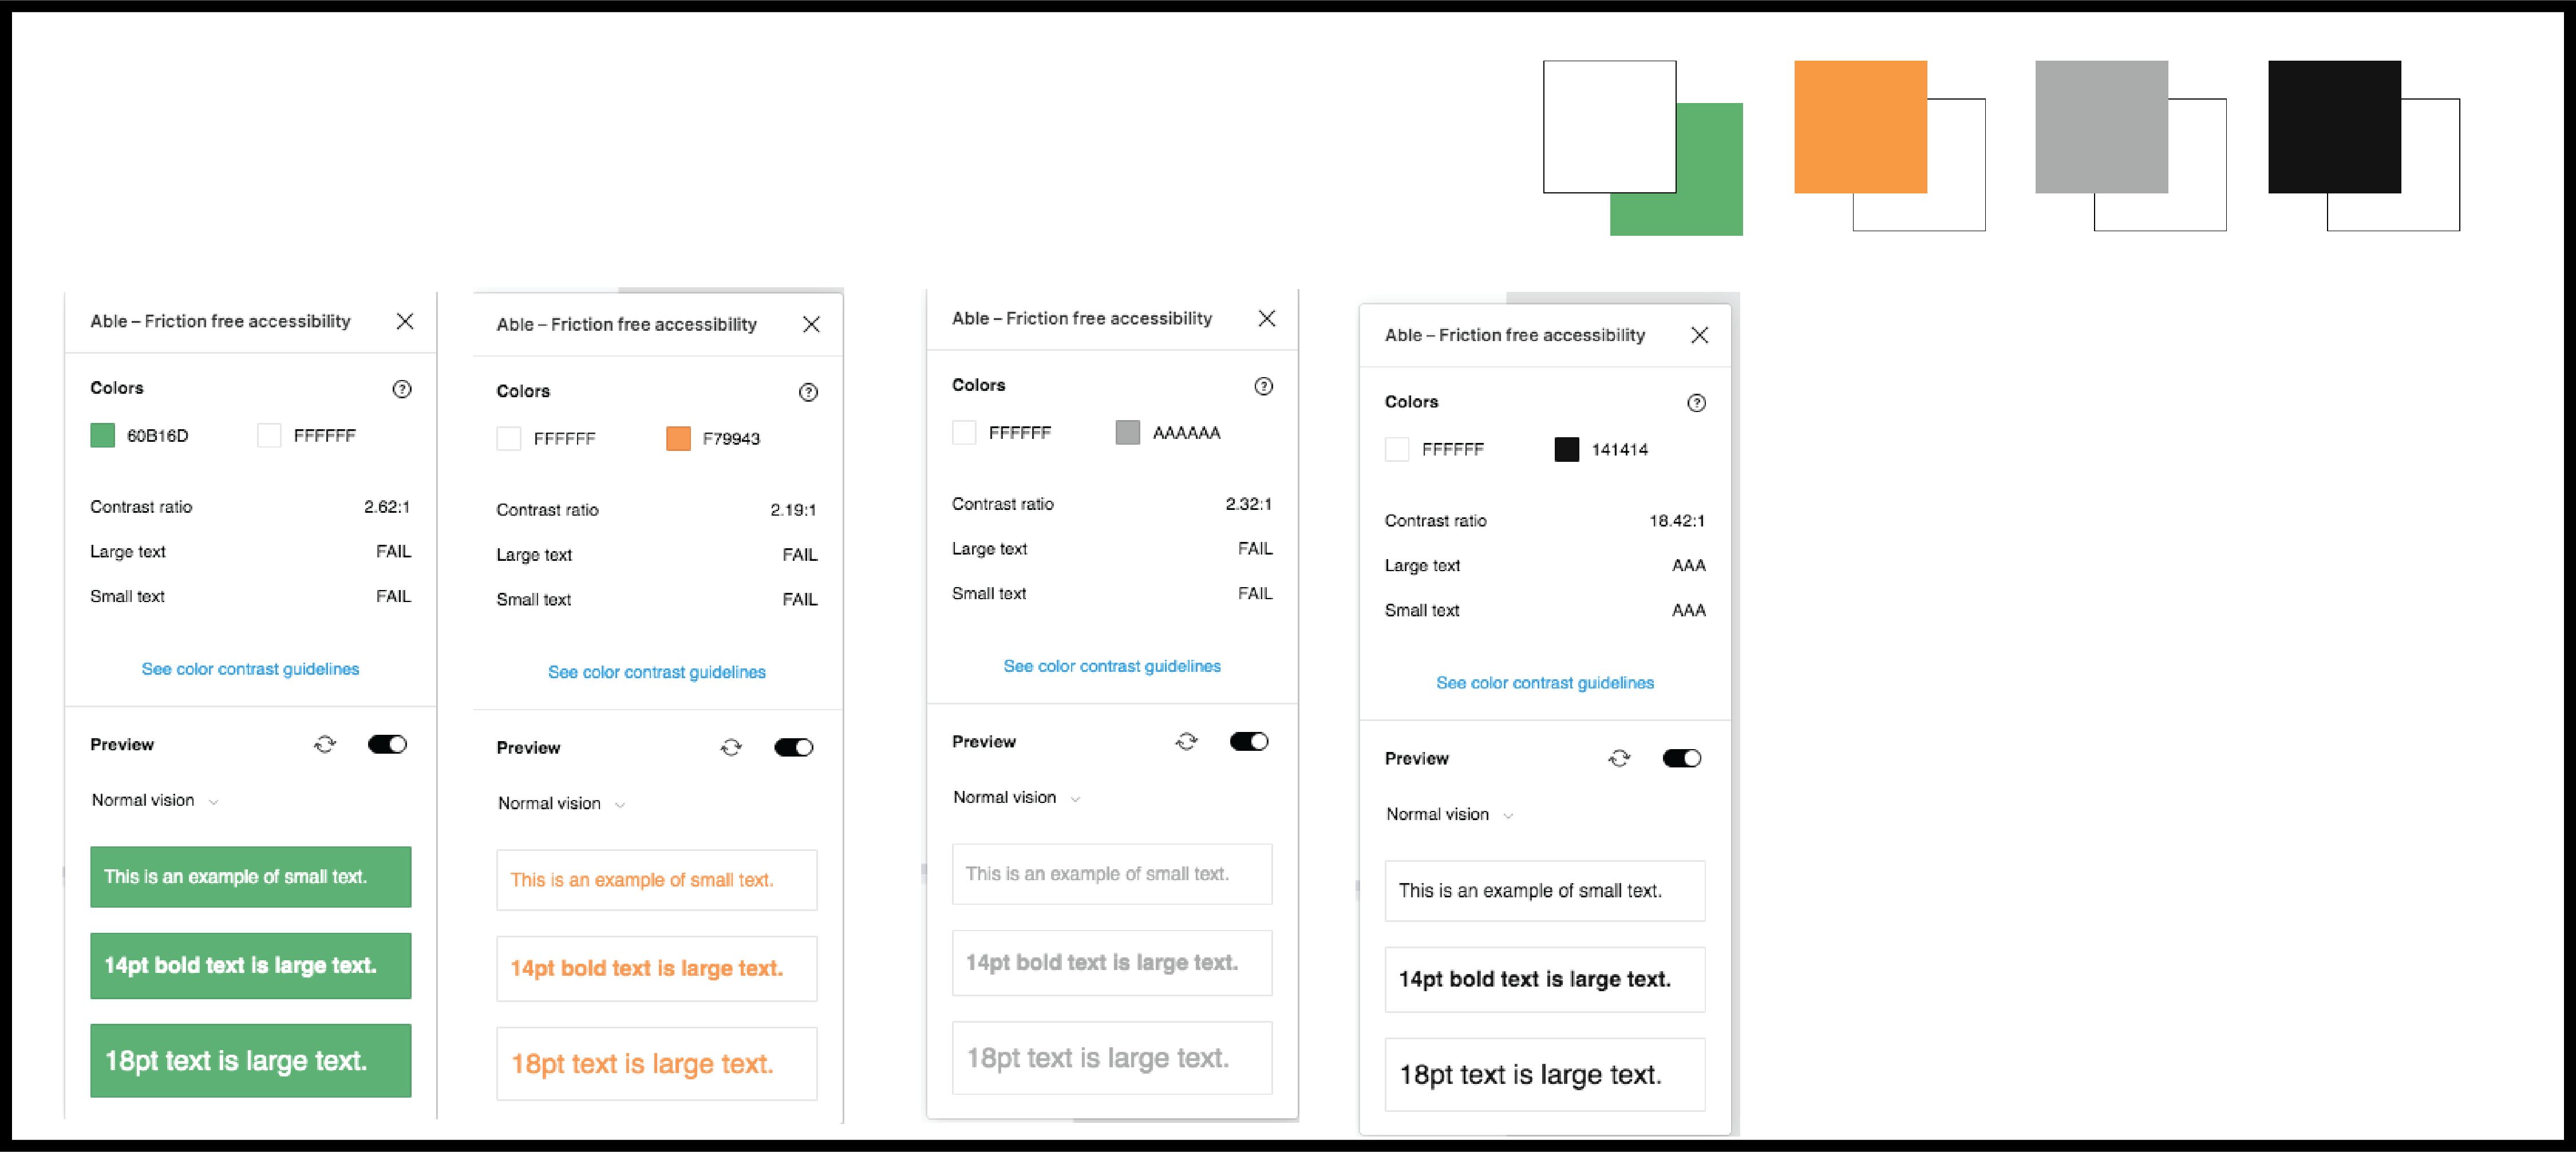 Able – Friction free accessibility
Colors
60B16D FFFFFF
Contrast ratio 2.62:1
Large text FAIL
Small text FAIL
See color contrast guidelines
Preview
Normal vision
This is an example of small text.
14pt bold text is large text.
18pt text is large text.
Able – Friction free accessibility
Colors
FFFFFF F79943
Contrast ratio 2.19:1
Large text FAIL
Small text FAIL
See color contrast guidelines
Preview
Normal vision
This is an example of small text.
14pt bold text is large text.
18pt text is large text.
Able – Friction free accessibility
Colors
FFFFFF AAAAAA
Contrast ratio 2.32:1
Large text FAIL
Small text FAIL
See color contrast guidelines
Preview
Normal vision
This is an example of small text.
14pt bold text is large text.
18pt text is large text.
Able – Friction free accessibility
Colors
FFFFFF 141414
Contrast ratio 18.42:1
Large text AAA
Small text AAA
See color contrast guidelines
Preview
Normal vision
This is an example of small text.
14pt bold text is large text.
18pt text is large text.